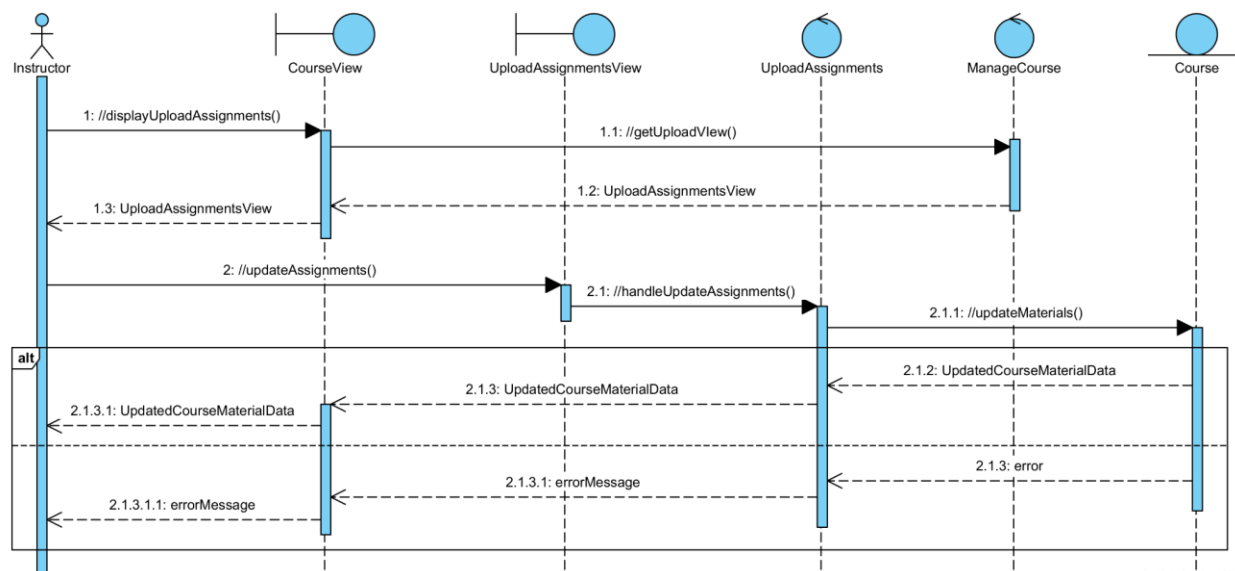 Instructor
CourseView
UploadAssignmentsView
UploadAssignments
ManageCourse
Course
1: //displayUploadAssignments()
1.1: //getUploadVIew()
1.2: UploadAssignmentsView
1.3: UploadAssignmentsView
2: //updateAssignments()
2.1: //handleUpdateAssignments()
2.1.1: //updateMaterials()
alt
2.1.2: UpdatedCourseMaterialData
2.1.3: UpdatedCourseMaterialData
2.1.3.1: UpdatedCourseMaterialData
2.1.3: error
2.1.3.1: errorMessage
2.1.3.1.1: errorMessage